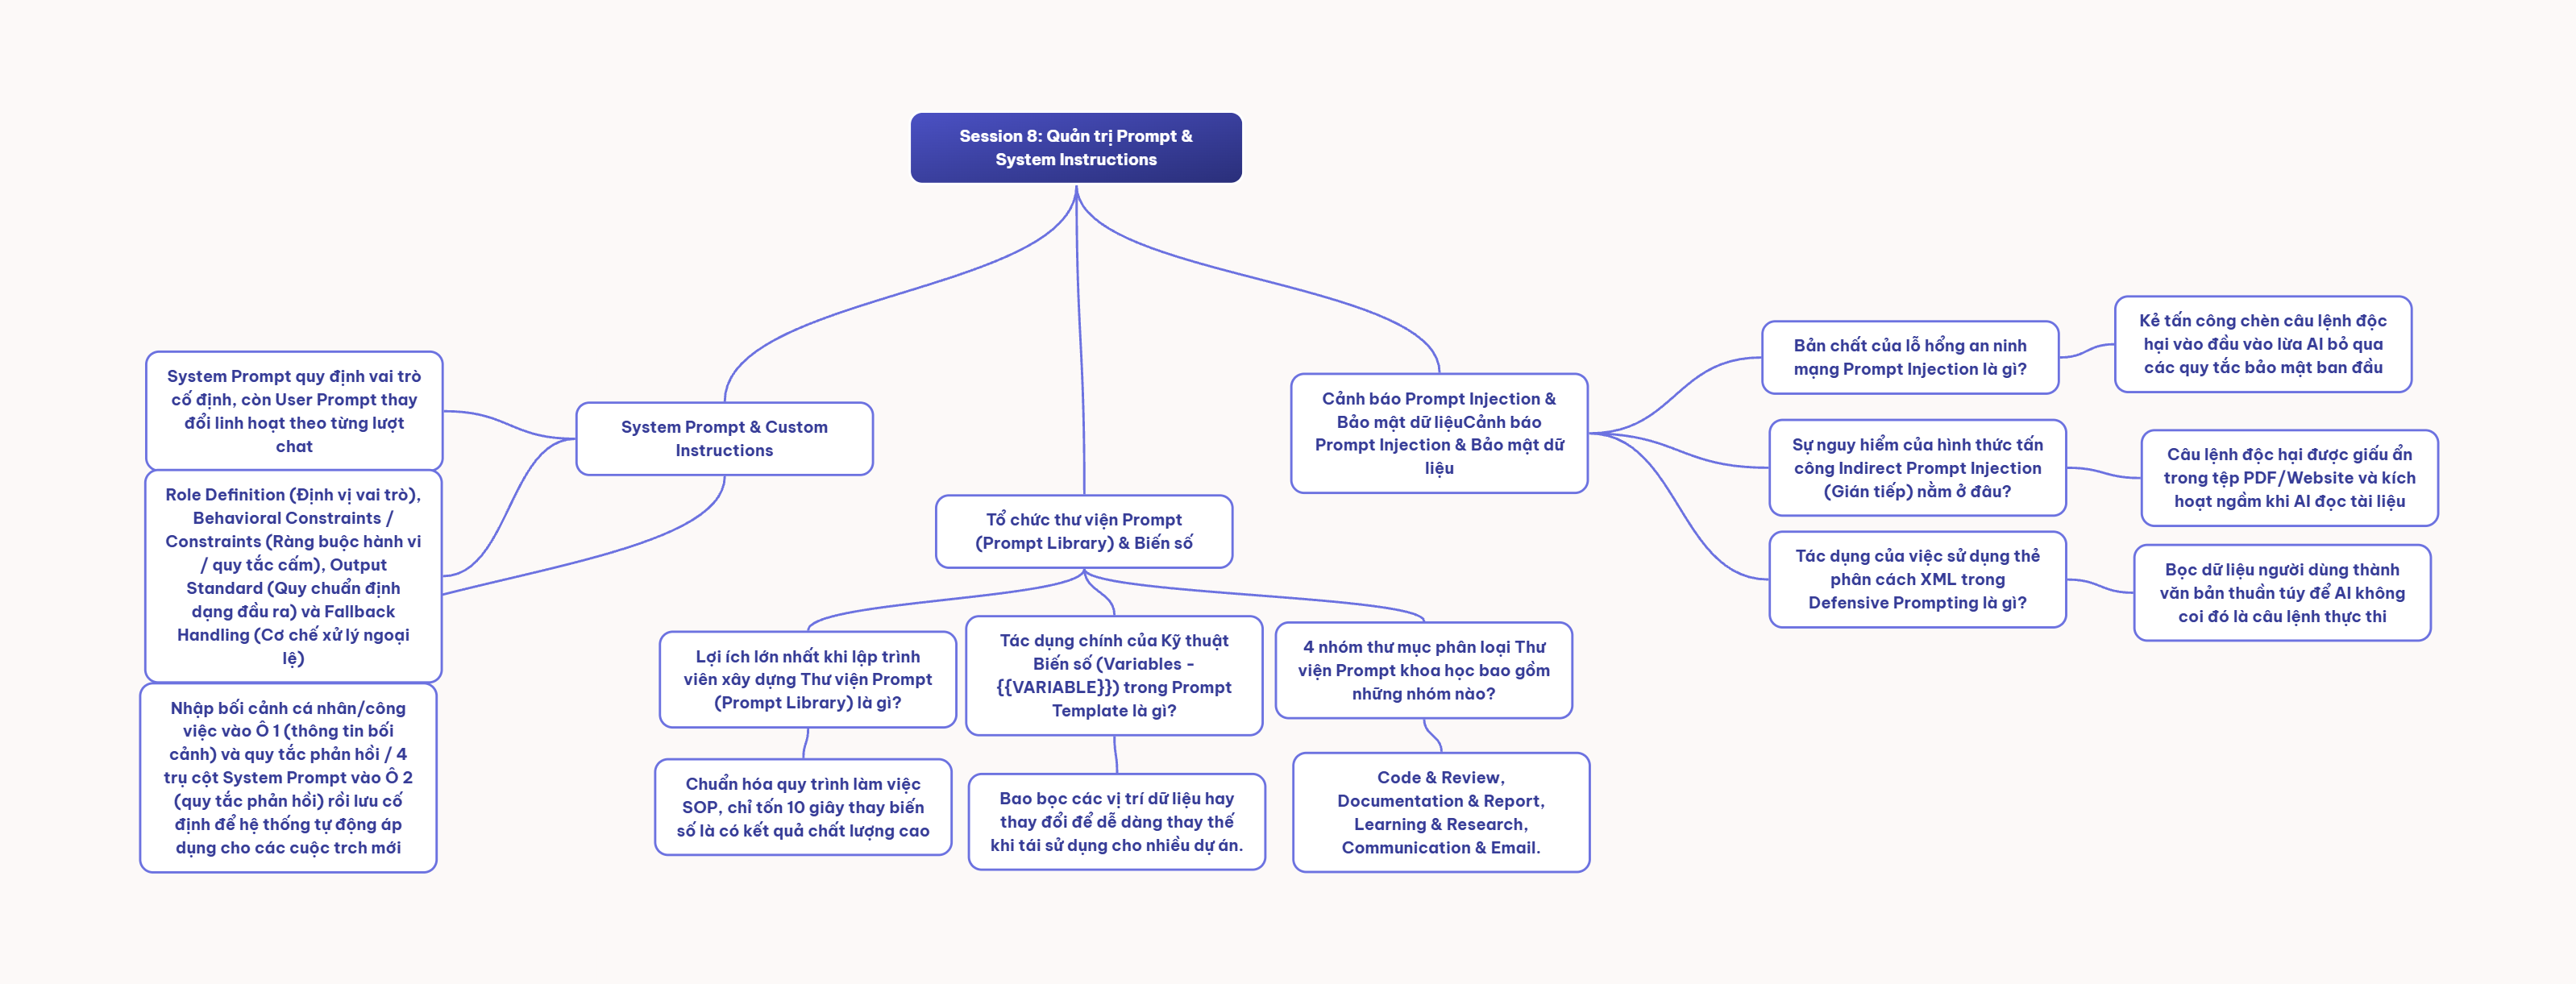 Session 8: Quản trị Prompt &
System Instructions
System Prompt quy định vai trò
cố định, còn User Prompt thay
đổi linh hoạt theo từng lượt
chat
Role Definition (Định vị vai trò),
Behavioral Constraints /
Constraints (Ràng buộc hành vi
/ quy tắc cấm), Output
Standard (Quy chuẩn định
dạng đầu ra) và Fallback
Handling (Cơ chế xử lý ngoại
lệ)
Nhập bối cảnh cá nhân/công
việc vào Ô 1 (thông tin bối
cảnh) và quy tắc phản hồi / 4
trụ cột System Prompt vào Ô 2
(quy tắc phản hồi) rồi lưu cố
định để hệ thống tự động áp
dụng cho các cuộc trch mới
System Prompt & Custom
Instructions
Tổ chức thư viện Prompt
(Prompt Library) & Biến số
Lợi ích lớn nhất khi lập trình
viên xây dựng Thư viện Prompt
(Prompt Library) là gì?
Chuẩn hóa quy trình làm việc
SOP, chỉ tốn 10 giây thay biến
số là có kết quả chất lượng cao
Tác dụng chính của Kỹ thuật
Biến số (Variables -
{{VARIABLE}}) trong Prompt
Template là gì?
Bao bọc các vị trí dữ liệu hay
thay đổi để dễ dàng thay thế
khi tái sử dụng cho nhiều dự án.
4 nhóm thư mục phân loại Thư
viện Prompt khoa học bao gồm
những nhóm nào?
Code & Review,
Documentation & Report,
Learning & Research,
Communication & Email.
Cảnh báo Prompt Injection &
Bảo mật dữ liệuCảnh báo
Prompt Injection & Bảo mật dữ
liệu
Bản chất của lỗ hổng an ninh
mạng Prompt Injection là gì?
Kẻ tấn công chèn câu lệnh độc
hại vào đầu vào lừa AI bỏ qua
các quy tắc bảo mật ban đầu
Sự nguy hiểm của hình thức tấn
công Indirect Prompt Injection
(Gián tiếp) nằm ở đâu?
Câu lệnh độc hại được giấu ẩn
trong tệp PDF/Website và kích
hoạt ngầm khi AI đọc tài liệu
Tác dụng của việc sử dụng thẻ
phân cách XML trong
Defensive Prompting là gì?
Bọc dữ liệu người dùng thành
văn bản thuần túy để AI không
coi đó là câu lệnh thực thi